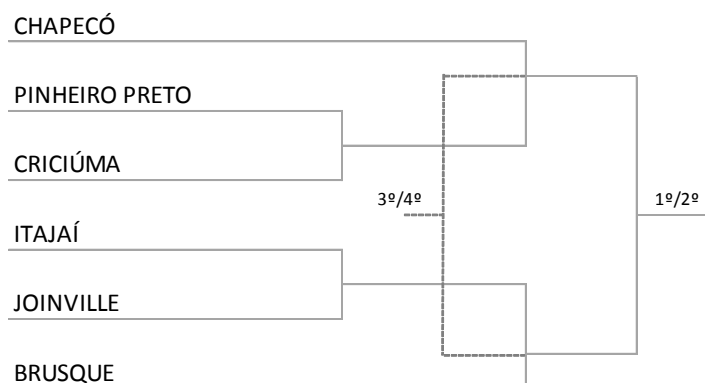 CHAPECÓ
PINHEIRO PRETO
CRICIÚMA
3º/4º
1º/2º
ITAJAÍ
JOINVILLE
BRUSQUE